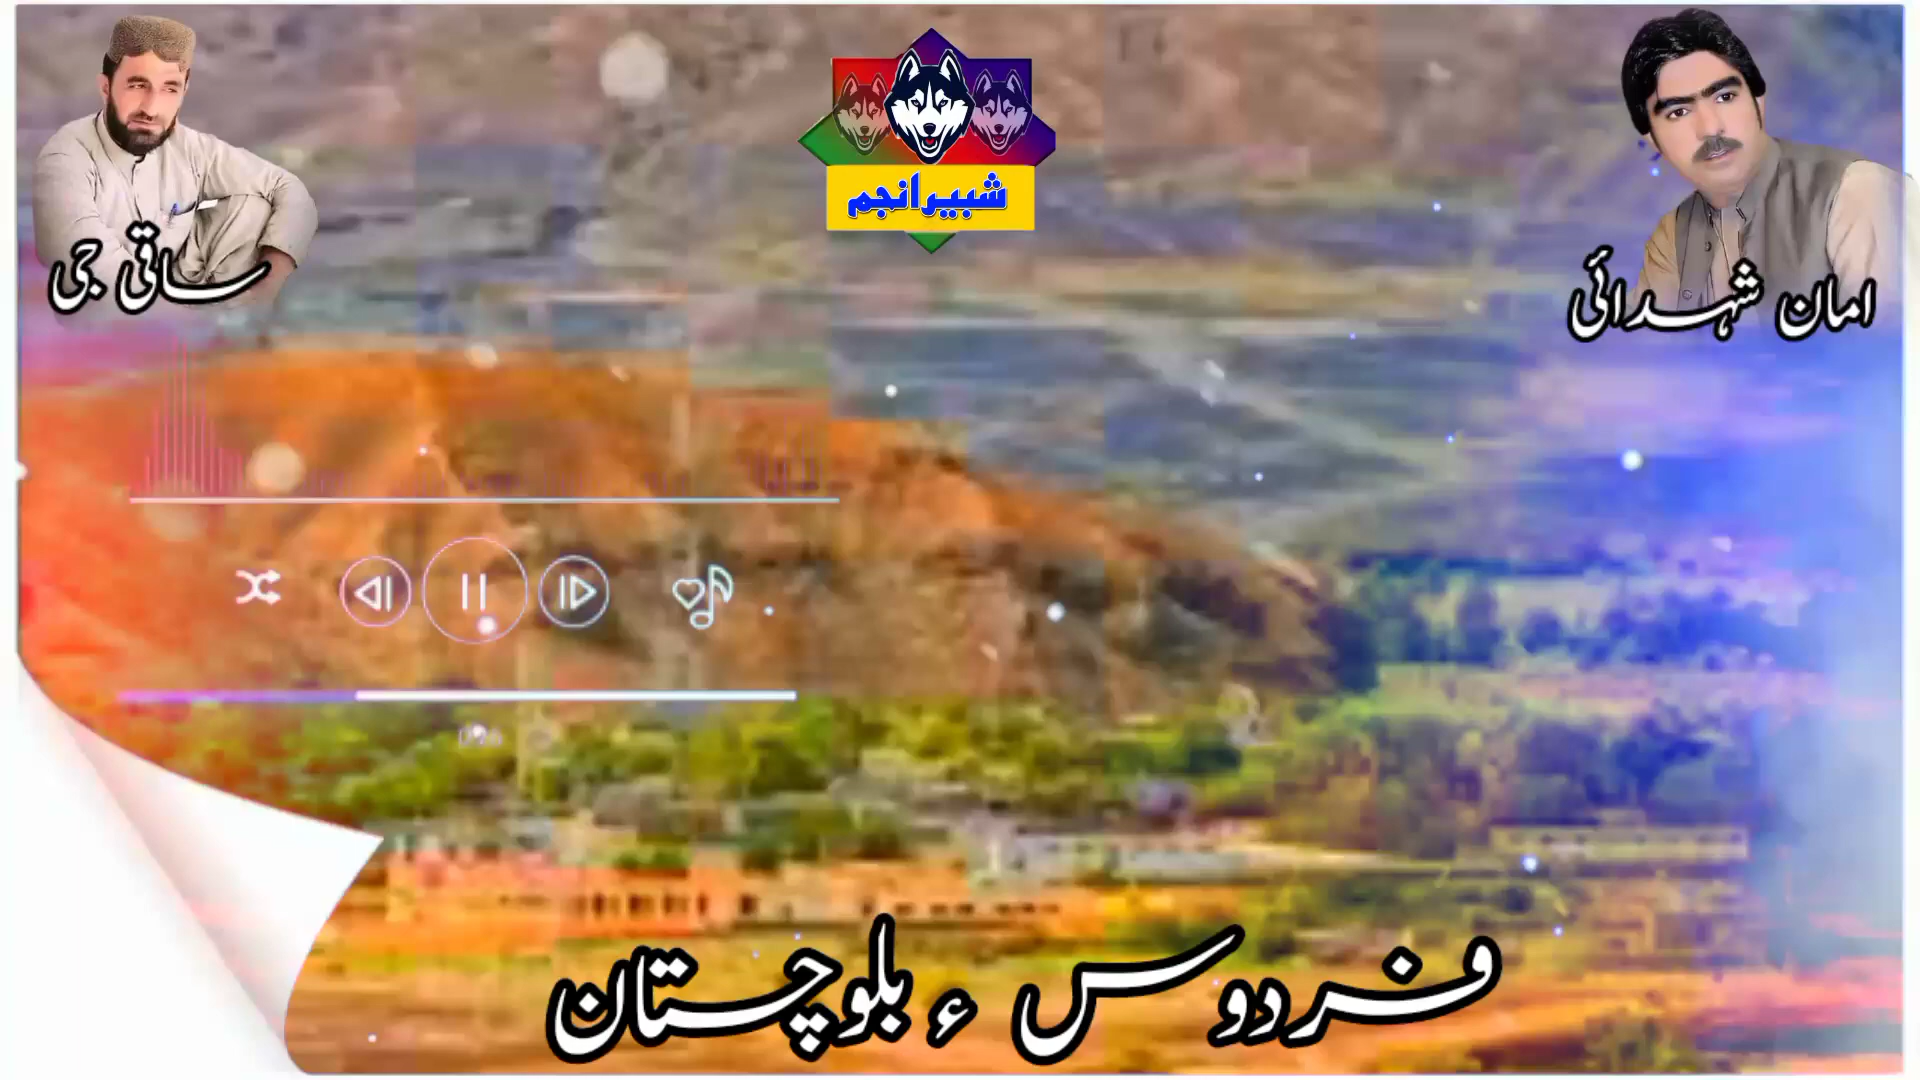 شبیرانجم
ساقی جی
امان شہدائی
فردوس ء بلوچستان